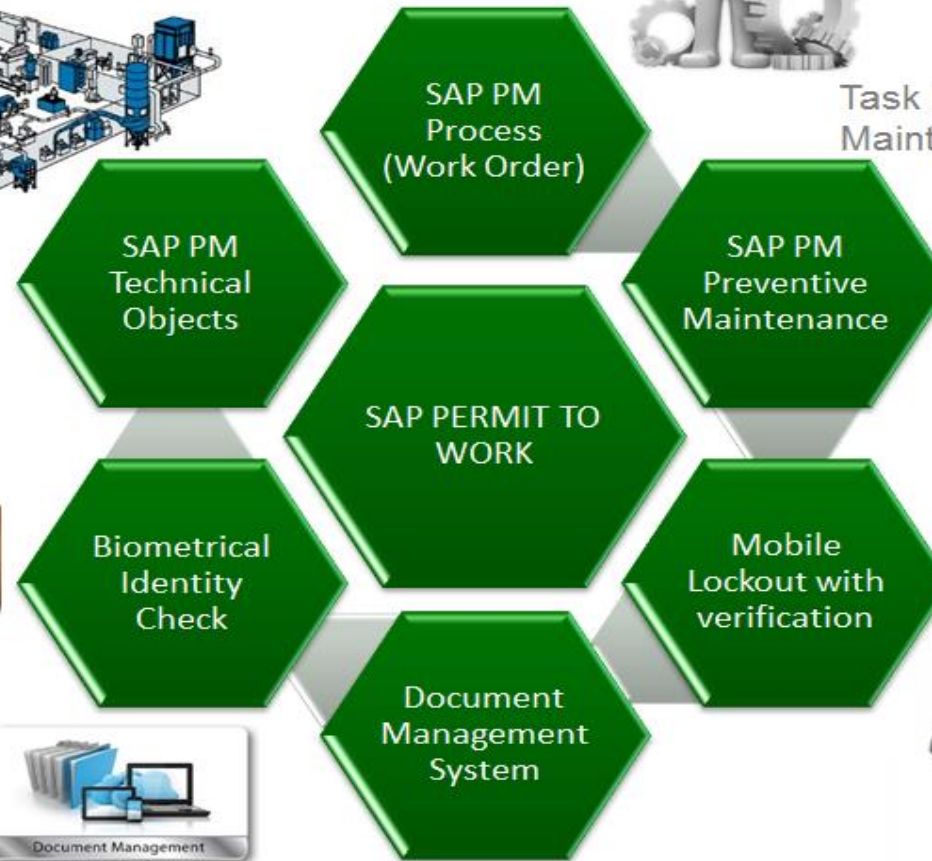 SAP PM
Process
(Work Order)
Task
Maint
SAP PM
Technical
Objects
SAP PM
Preventive
Maintenance
SAP PERMIT TO
WORK
Biometrical
Identity
Check
Mobile
Lockout with
verification
Document
Management
System
Document Management